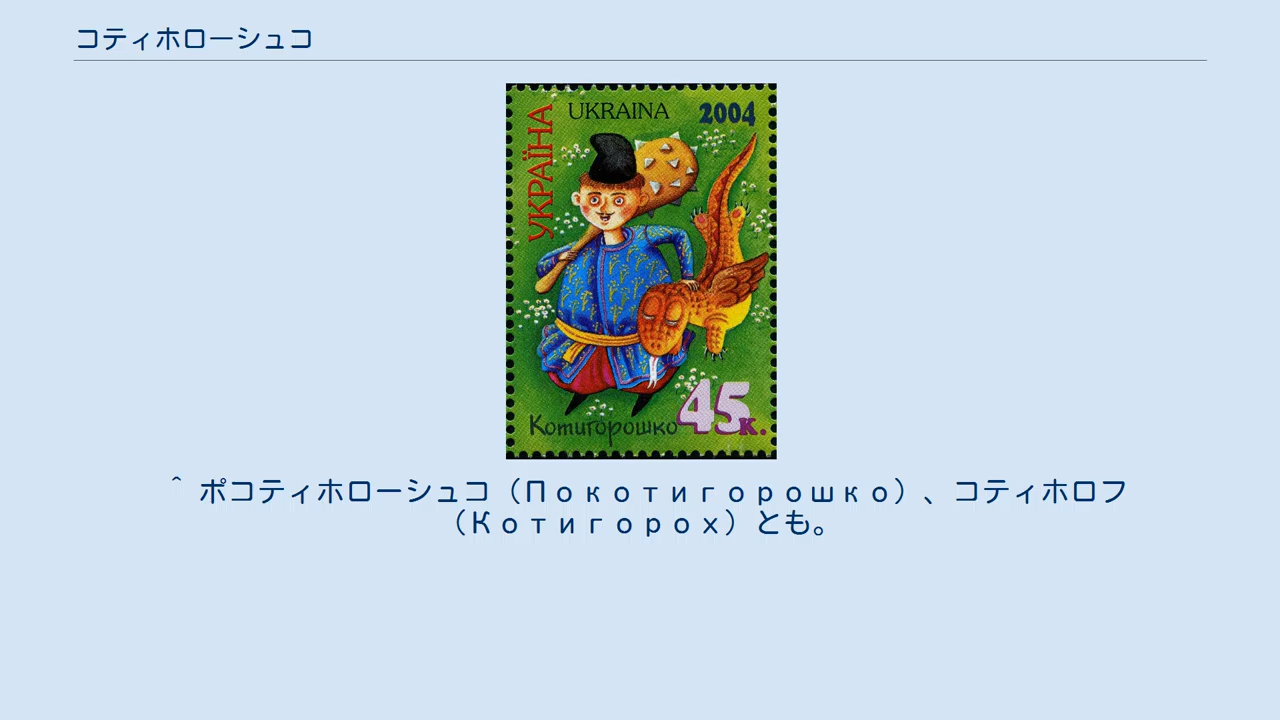 コティホローシュコ
УКРАЇНА
UKRAINA
2004
Котигорошко
45к.
^ ポコティホローシュコ（Покотигорошко）、コティホロフ
（Котигорох）とも。